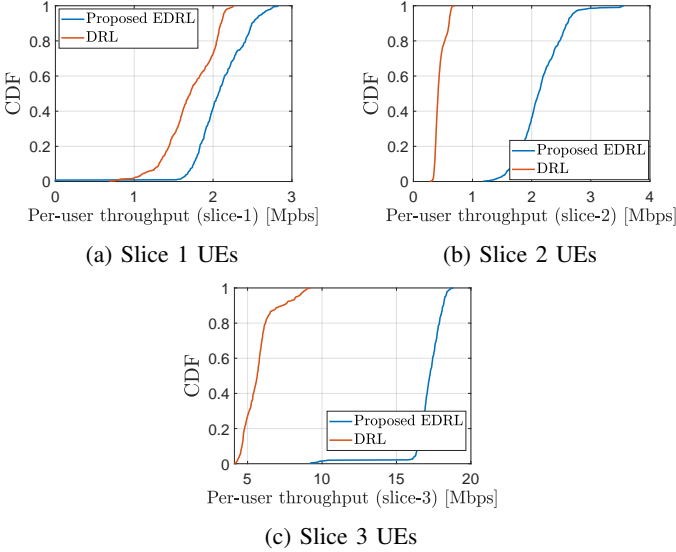 1
0.8
0.6
0.4
0.2
0
CDF
Proposed EDRL
DRL
0 1 2 3
Per-user throughput (slice-1) [Mpbs]
(a) Slice 1 UEs
1
0.8
0.6
0.4
0.2
0
CDF
Proposed EDRL
DRL
0 1 2 3 4
Per-user throughput (slice-2) [Mbps]
(b) Slice 2 UEs
1
0.8
0.6
0.4
0.2
0
CDF
Proposed EDRL
DRL
5 10 15 20
Per-user throughput (slice-3) [Mbps]
(c) Slice 3 UEs